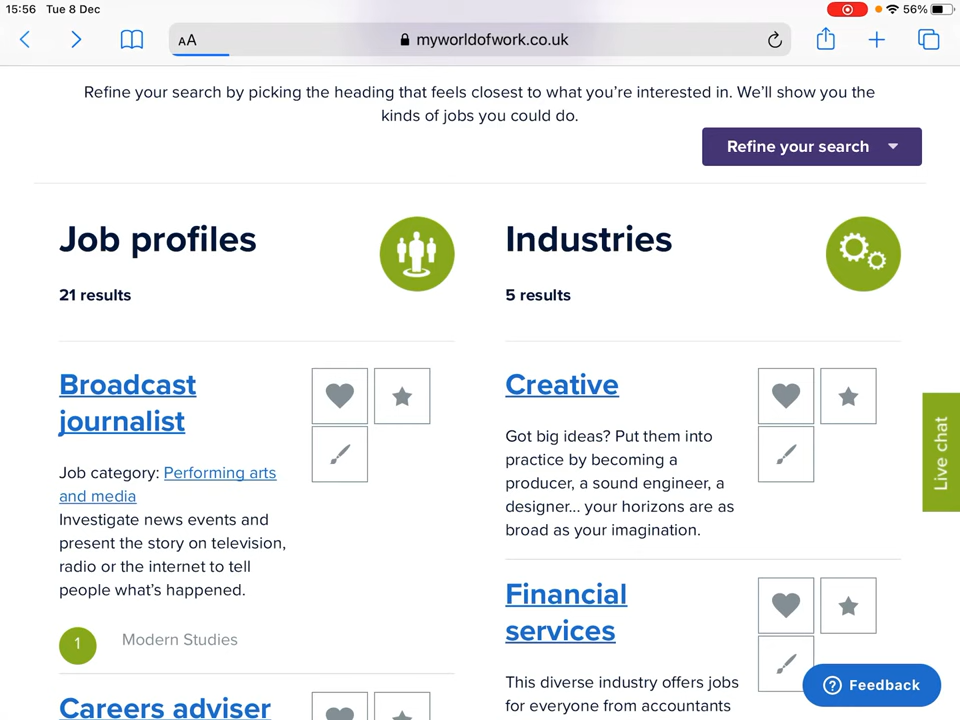 15:56 Tue 8 Dec
56%
AA
myworldofwork.co.uk
Refine your search by picking the heading that feels closest to what you’re interested in. We’ll show you the
kinds of jobs you could do.
Refine your search
Job profiles
21 results
Broadcast
journalist
Job category: Performing arts
and media
Investigate news events and
present the story on television,
radio or the internet to tell
people what’s happened.
1 Modern Studies
Careers adviser
Industries
5 results
Creative
Got big ideas? Put them into
practice by becoming a
producer, a sound engineer, a
designer... your horizons are as
broad as your imagination.
Financial
services
This diverse industry offers jobs
for everyone from accountants
Live chat
Feedback